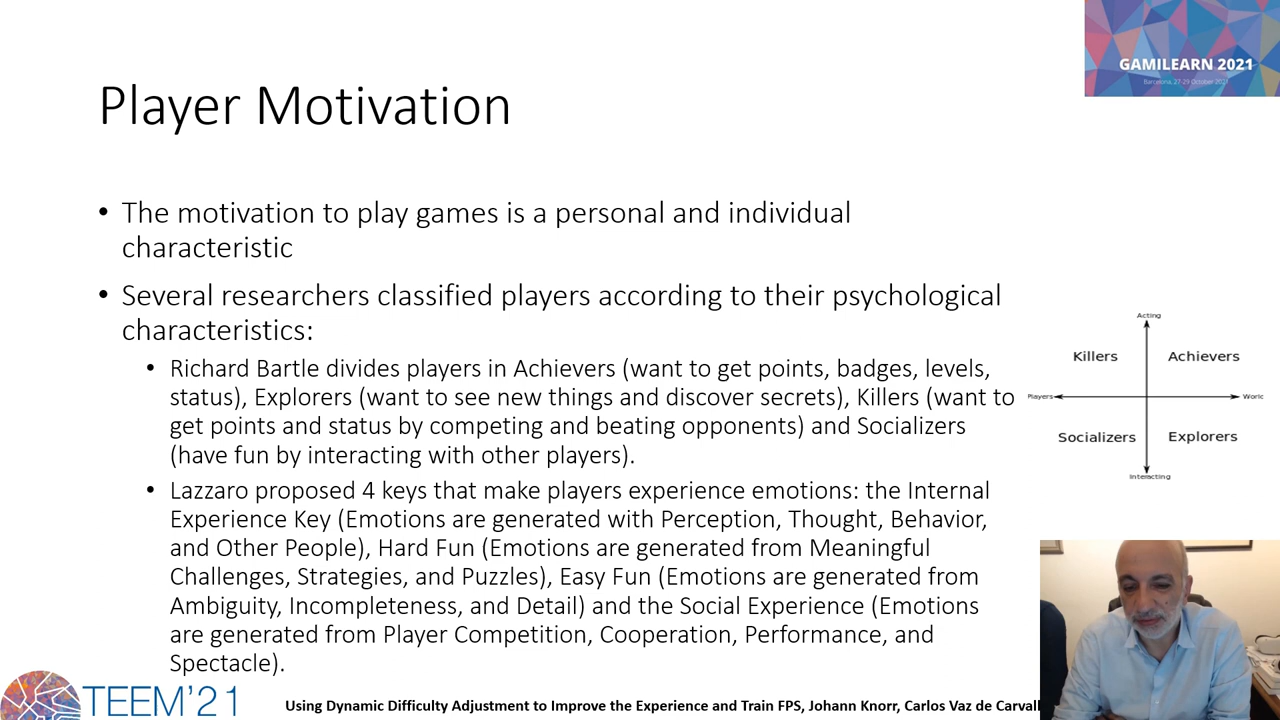 GAMILEARN 2021
Barcelona, 27-29 October 2021
Player Motivation
• The motivation to play games is a personal and individual
characteristic
• Several researchers classified players according to their psychological
characteristics:
• Richard Bartle divides players in Achievers (want to get points, badges, levels,
status), Explorers (want to see new things and discover secrets), Killers (want to
get points and status by competing and beating opponents) and Socializers
(have fun by interacting with other players).
• Lazzaro proposed 4 keys that make players experience emotions: the Internal
Experience Key (Emotions are generated with Perception, Thought, Behavior,
and Other People), Hard Fun (Emotions are generated from Meaningful
Challenges, Strategies, and Puzzles), Easy Fun (Emotions are generated from
Ambiguity, Incompleteness, and Detail) and the Social Experience (Emotions
are generated from Player Competition, Cooperation, Performance, and
Spectacle).
Acting
Killers Achievers
Players World
Socializers Explorers
Interacting
TEEM'21
Using Dynamic Difficulty Adjustment to Improve the Experience and Train FPS, Johann Knorr, Carlos Vaz de Carval